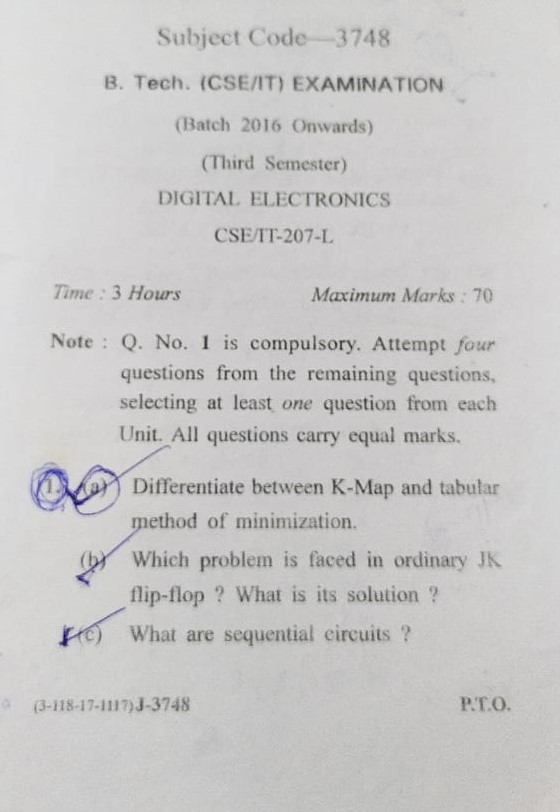 Subject Code—3748
B. Tech. (CSE/IT) EXAMINATION
(Batch 2016 Onwards)
(Third Semester)
DIGITAL ELECTRONICS
CSE/IT-207-L
Time : 3 Hours Maximum Marks : 70
Note : Q. No. 1 is compulsory. Attempt four
questions from the remaining questions,
selecting at least one question from each
Unit. All questions carry equal marks.
1. (a) Differentiate between K-Map and tabular
method of minimization.
(b) Which problem is faced in ordinary JK
flip-flop ? What is its solution ?
(c) What are sequential circuits ?
(3-118-17-1117)J-3748 P.T.O.